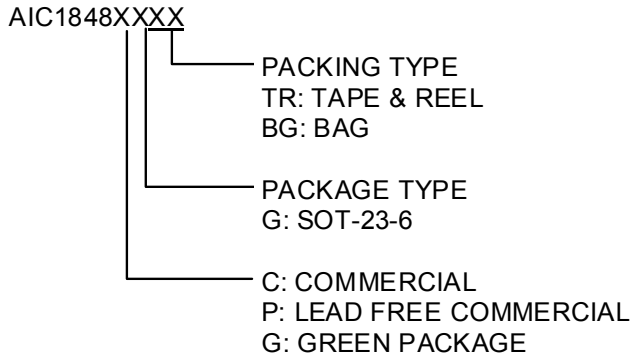 AIC1848XXXX
PACKING TYPE
TR: TAPE & REEL
BG: BAG
PACKAGE TYPE
G: SOT-23-6
C: COMMERCIAL
P: LEAD FREE COMMERCIAL
G: GREEN PACKAGE